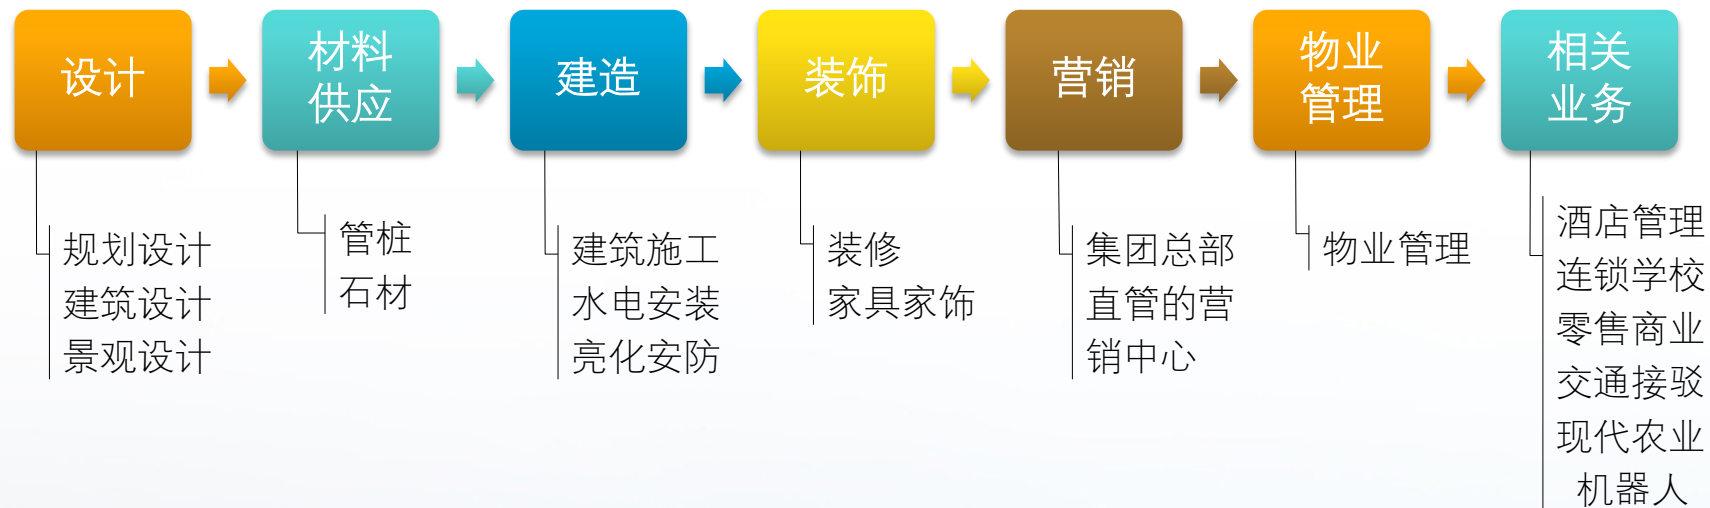 设计
材料
供应
建造
装饰
营销
物业
管理
相关
业务
规划设计
建筑设计
景观设计
管桩
石材
建筑施工
水电安装
亮化安防
装修
家具家饰
集团总部
直管的营
销中心
物业管理
酒店管理
连锁学校
零售商业
交通接驳
现代农业
机器人